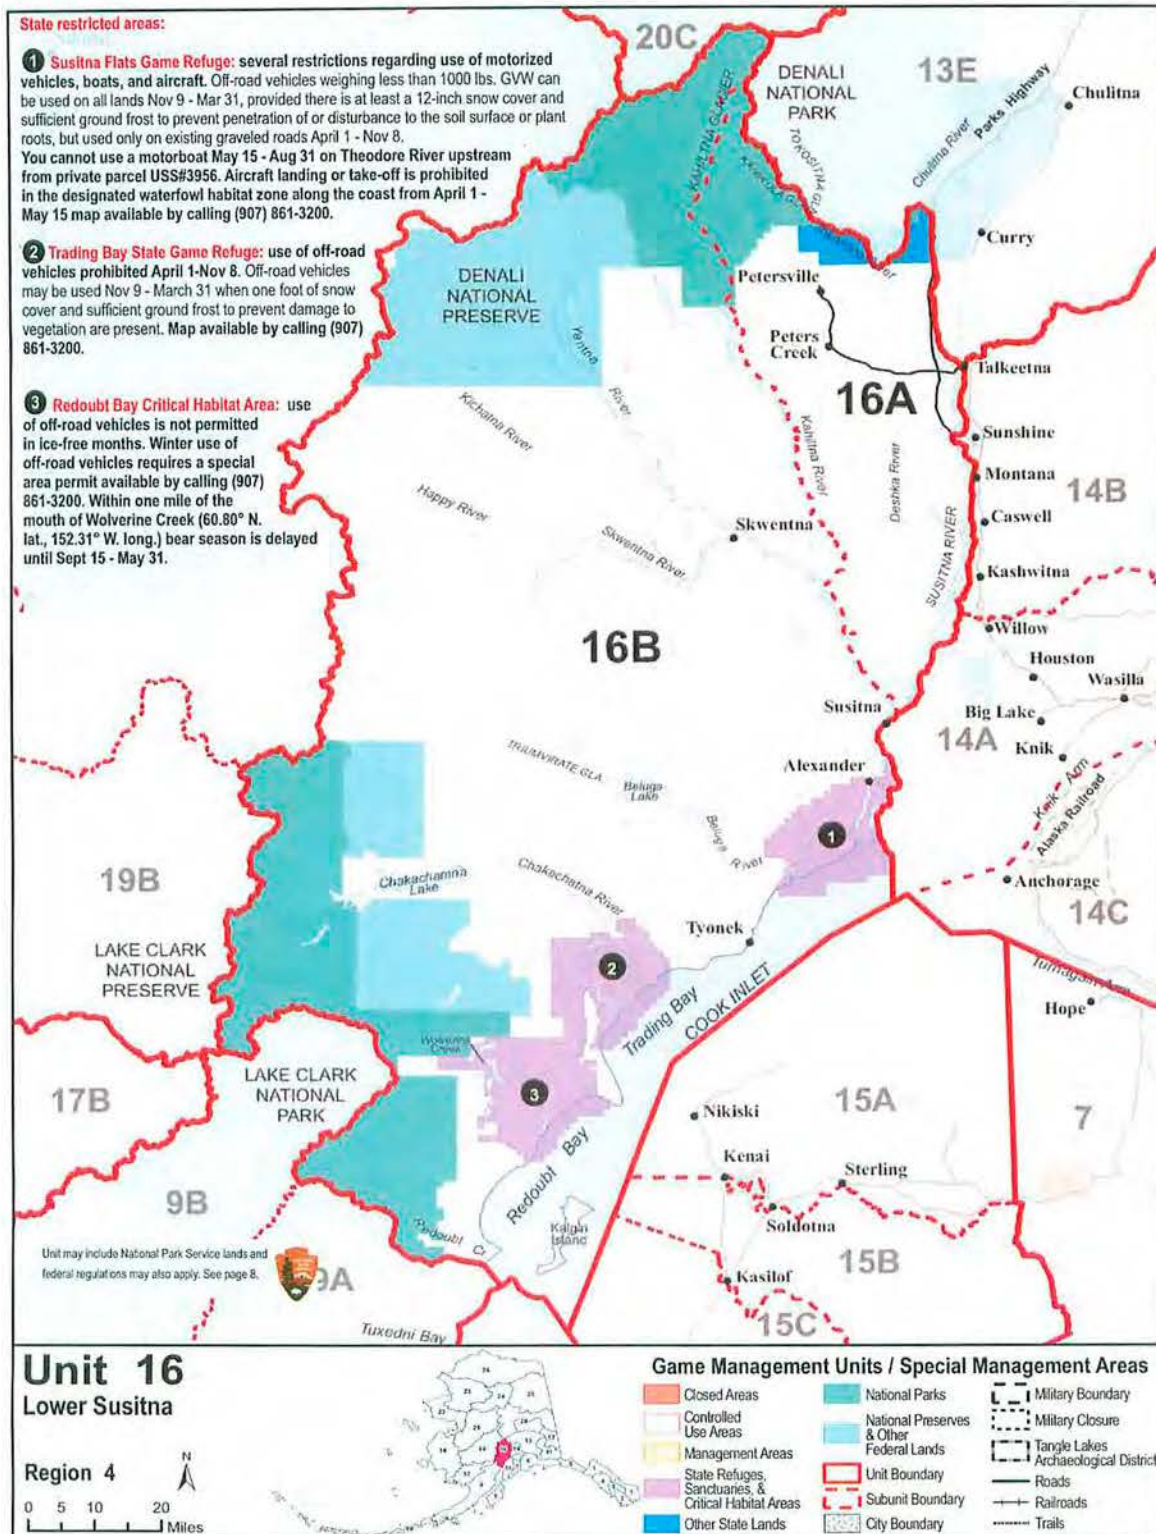 State restricted areas:
1 Susitna Flats Game Refuge: several restrictions regarding use of motorized
vehicles, boats, and aircraft. Off-road vehicles weighing less than 1000 lbs. GVW can
be used on all lands Nov 9 - Mar 31, provided there is at least a 12-inch snow cover and
sufficient ground frost to prevent penetration of or disturbance to the soil surface or plant
roots, but used only on existing graveled roads April 1 - Nov 8.
You cannot use a motorboat May 15 - Aug 31 on Theodore River upstream
from private parcel USS#3956. Aircraft landing or take-off is prohibited
in the designated waterfowl habitat zone along the coast from April 1 -
May 15 map available by calling (907) 861-3200.
2 Trading Bay State Game Refuge: use of off-road
vehicles prohibited April 1-Nov 8. Off-road vehicles
may be used Nov 9 - March 31 when one foot of snow
cover and sufficient ground frost to prevent damage to
vegetation are present. Map available by calling (907)
861-3200.
3 Redoubt Bay Critical Habitat Area: use
of off-road vehicles is not permitted
in ice-free months. Winter use of
off-road vehicles requires a special
area permit available by calling (907)
861-3200. Within one mile of the
mouth of Wolverine Creek (60.80° N.
lat., 152.31° W. long.) bear season is delayed
until Sept 15 - May 31.
20C
DENALI
NATIONAL
PARK
13E
Parks Highway
Chulitna River
Chulitna
KAHILTNA GLACIER
TOKOSITNA GLA
Curry
DENALI
NATIONAL
PRESERVE
Petersville
Peters
Creek
16A
Talkeetna
Yentna
River
Kichatna River
Kahiltna River
Deshka River
Sunshine
Montana
14B
Happy River
Skwentna
Skwentna River
Caswell
SUSITNA RIVER
Kashwitna
16B
Willow
Houston
Wasilla
Susitna
Big Lake
14A
Knik
TRIUMVIRATE GLA.
Beluga
Lake
Alexander
Knik Arm
Alaska Railroad
Beluga River
1
19B
Chakachamna
Lake
Chakachatna River
Anchorage
14C
LAKE CLARK
NATIONAL
PRESERVE
Tyonek
2
Trading Bay
COOK INLET
Turnagain Arm
Hope
Wolverine
Creek
17B
LAKE CLARK
NATIONAL
PARK
3
Nikiski
15A
7
Redoubt Bay
Kenai
Sterling
9B
Redoubt Cr
Kalgin
Island
Soldotna
15B
Unit may include National Park Service lands and
federal regulations may also apply. See page 8.
9A
Kasilof
15C
Tuxedni Bay
Unit 16
Lower Susitna
Region 4
N
0 5 10 20
Miles
Game Management Units / Special Management Areas
Closed Areas
Controlled
Use Areas
Management Areas
State Refuges,
Sanctuaries, &
Critical Habitat Areas
Other State Lands
National Parks
National Preserves
& Other
Federal Lands
Unit Boundary
Subunit Boundary
City Boundary
Military Boundary
Military Closure
Tangle Lakes
Archaeological District
Roads
Railroads
Trails